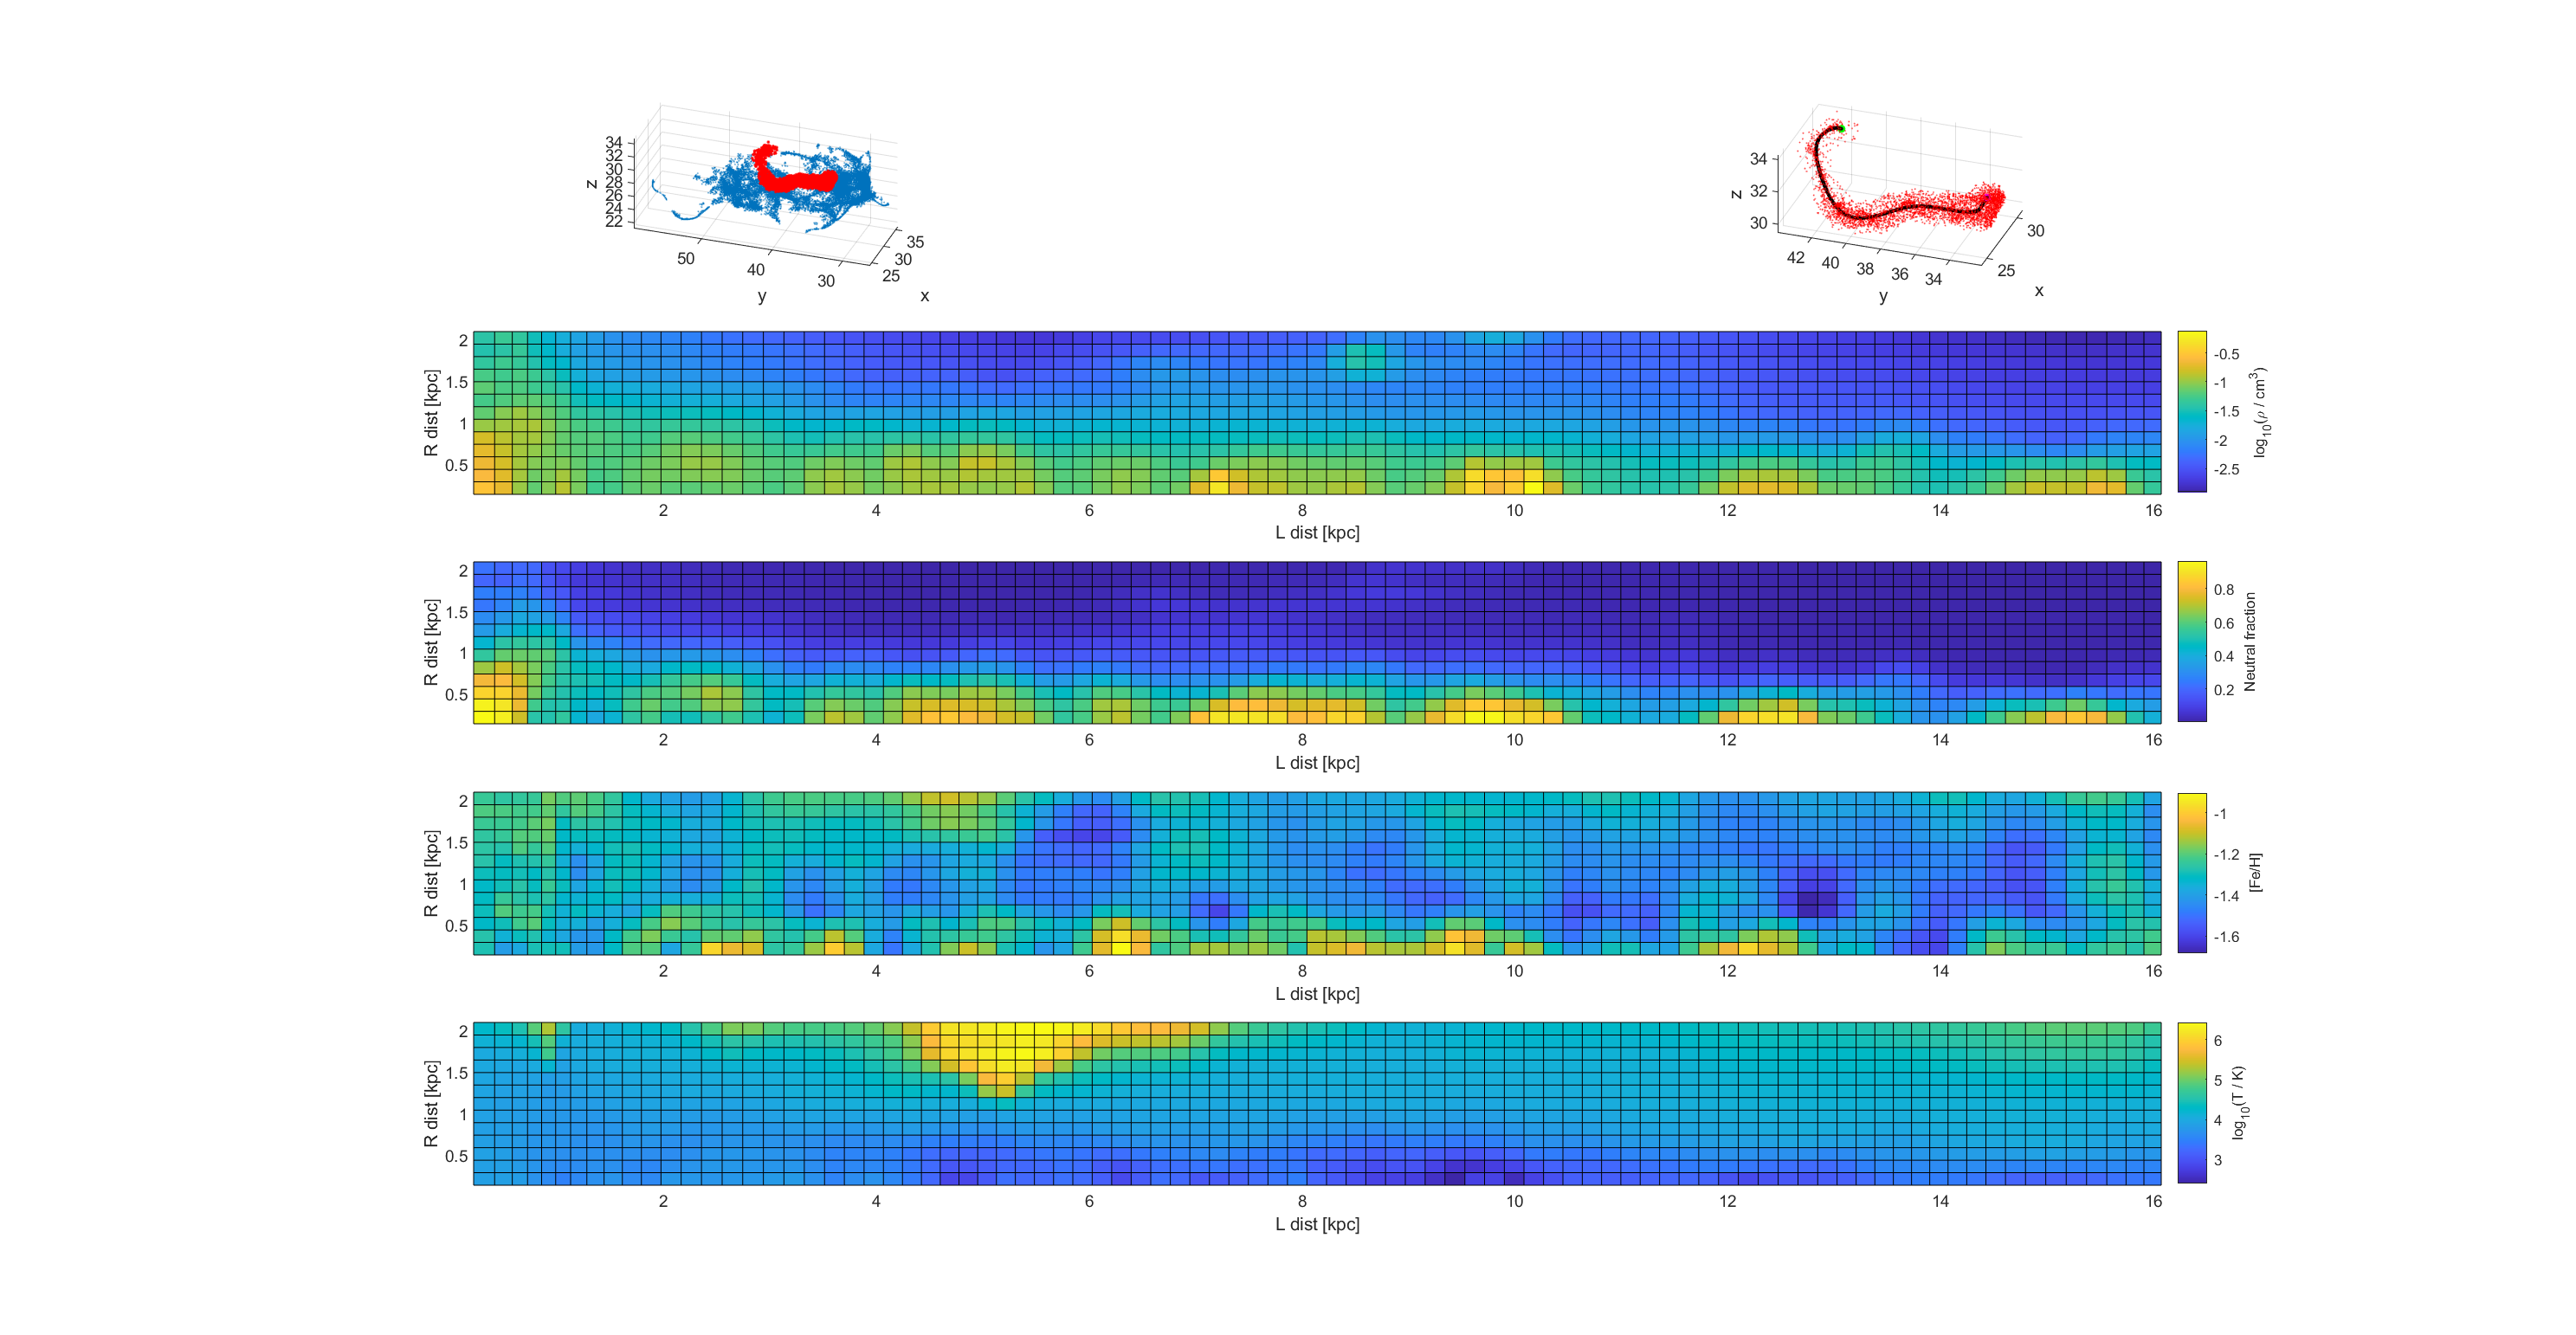 34
32
30
28
26
24
22
z
50
40
30
y
35
30
25
x
34
32
30
z
42
40
38
36
34
y
30
25
x
2
1.5
1
0.5
R dist [kpc]
2 4 6 8 10 12 14 16
L dist [kpc]
-0.5
-1
-1.5
-2
-2.5
log10(ρ / cm3)
2
1.5
1
0.5
R dist [kpc]
2 4 6 8 10 12 14 16
L dist [kpc]
0.8
0.6
0.4
0.2
Neutral fraction
2
1.5
1
0.5
R dist [kpc]
2 4 6 8 10 12 14 16
L dist [kpc]
-1
-1.2
-1.4
-1.6
[Fe/H]
2
1.5
1
0.5
R dist [kpc]
2 4 6 8 10 12 14 16
L dist [kpc]
6
5
4
3
log10(T / K)